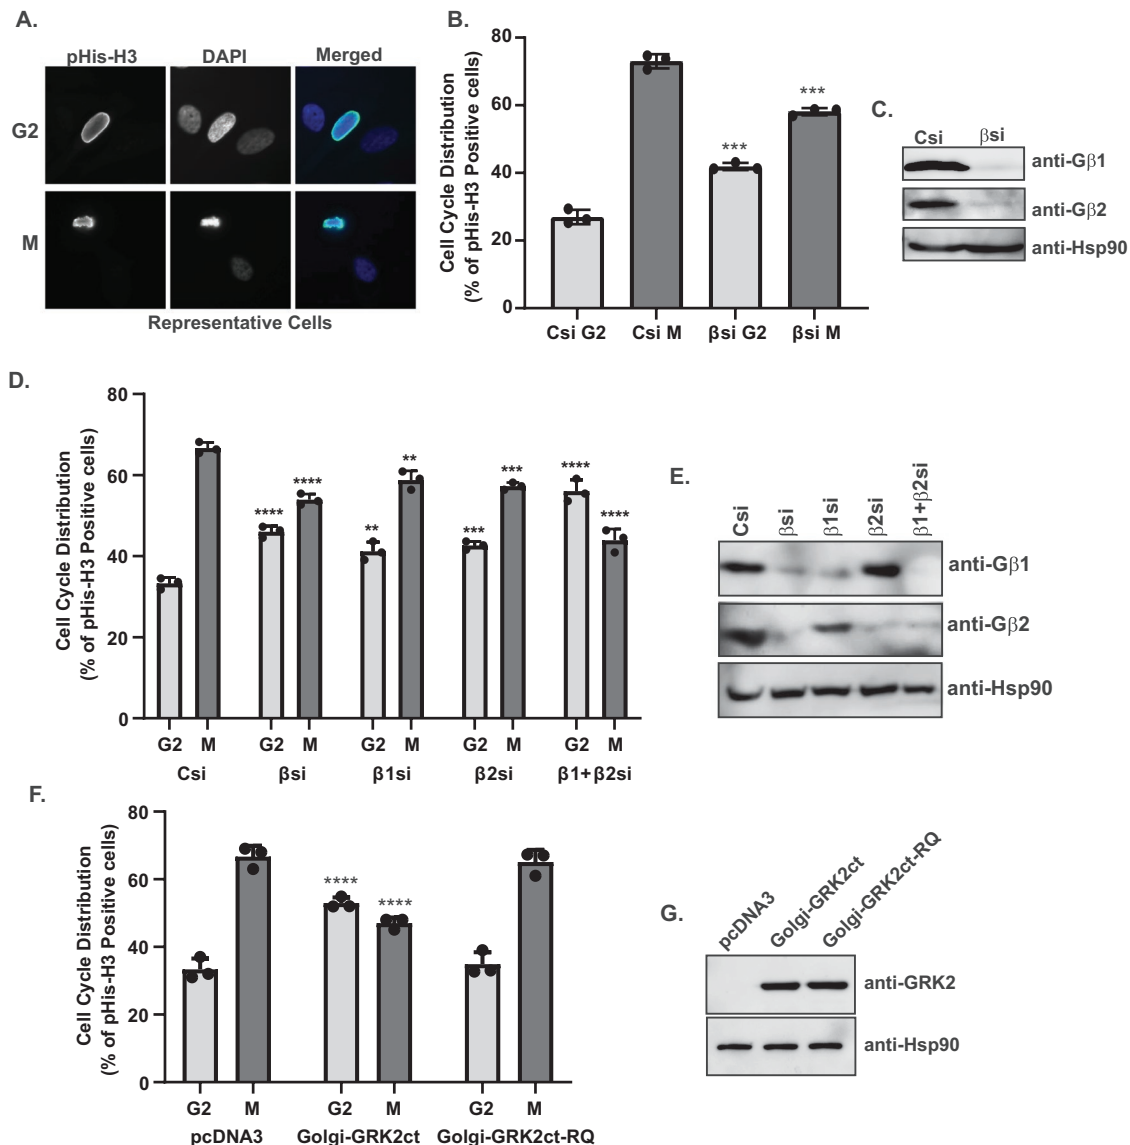 A.
pHis-H3 DAPI Merged
G2
M
Representative Cells
B.
Cell Cycle Distribution
(% of pHis-H3 Positive cells)
80
60
40
20
0
***
***
Csi G2 Csi M βsi G2 βsi M
C.
Csi βsi
anti-Gβ1
anti-Gβ2
anti-Hsp90
D.
Cell Cycle Distribution
(% of pHis-H3 Positive cells)
80
60
40
20
0
**** **** ** ** *** *** **** ****
G2 M G2 M G2 M G2 M G2 M
Csi βsi β1si β2si β1+β2si
E.
Csi βsi β1si β2si β1+β2si
anti-Gβ1
anti-Gβ2
anti-Hsp90
F.
Cell Cycle Distribution
(% of pHis-H3 Positive cells)
80
60
40
20
0
**** ****
G2 M G2 M G2 M
pcDNA3 Golgi-GRK2ct Golgi-GRK2ct-RQ
G.
pcDNA3 Golgi-GRK2ct Golgi-GRK2ct-RQ
anti-GRK2
anti-Hsp90